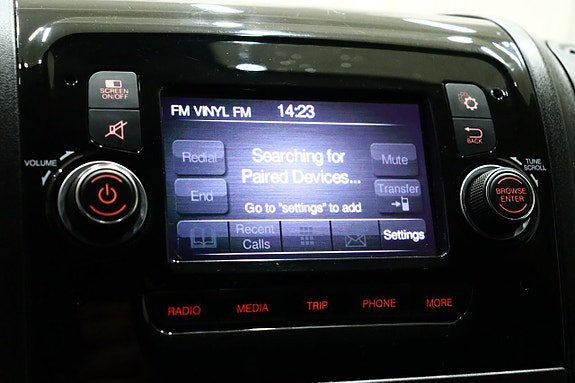 SCREEN
ON/OFF
VOLUME
FM VINYL FM 14:23
Redial
Searching for
Paired Devices...
Mute
End
Transfer
Go to "settings" to add
Recent
Calls
Settings
BACK
TUNE
SCROLL
BROWSE
ENTER
RADIO MEDIA TRIP PHONE MORE